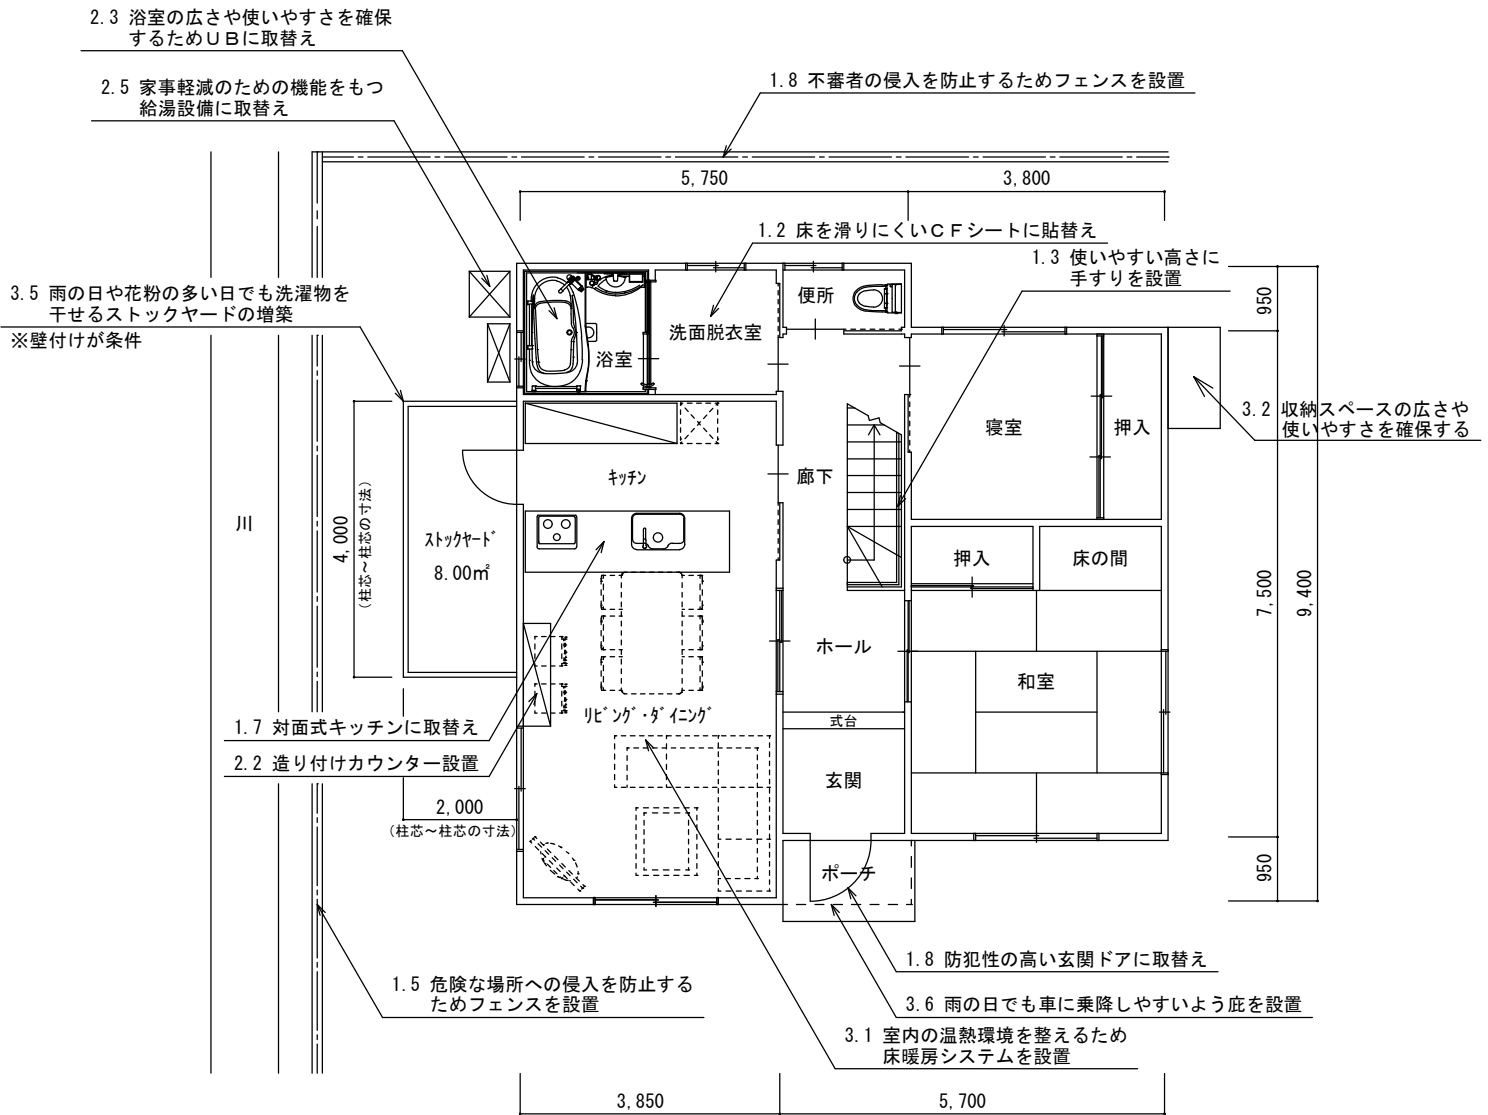 2.3 浴室の広さや使いやすさを確保
するためＵＢに取替え
2.5 家事軽減のための機能をもつ
給湯設備に取替え
1.8 不審者の侵入を防止するためフェンスを設置
5,750
3,800
1.2 床を滑りにくいＣＦシートに貼替え
1.3 使いやすい高さに
手すりを設置
3.5 雨の日や花粉の多い日でも洗濯物を
干せるストックヤードの増築
※壁付けが条件
便所
950
洗面脱衣室
浴室
3.2 収納スペースの広さや
使いやすさを確保する
寝室
押入
キッチン
廊下
川
4,000
(柱芯～柱芯の寸法)
ストックヤード
8.00㎡
押入
床の間
7,500
9,400
ホール
和室
リビング・ダイニング
式台
1.7 対面式キッチンに取替え
2.2 造り付けカウンター設置
玄関
2,000
(柱芯～柱芯の寸法)
ポーチ
950
1.8 防犯性の高い玄関ドアに取替え
1.5 危険な場所への侵入を防止する
ためフェンスを設置
3.6 雨の日でも車に乗降しやすいよう庇を設置
3.1 室内の温熱環境を整えるため
床暖房システムを設置
3,850
5,700